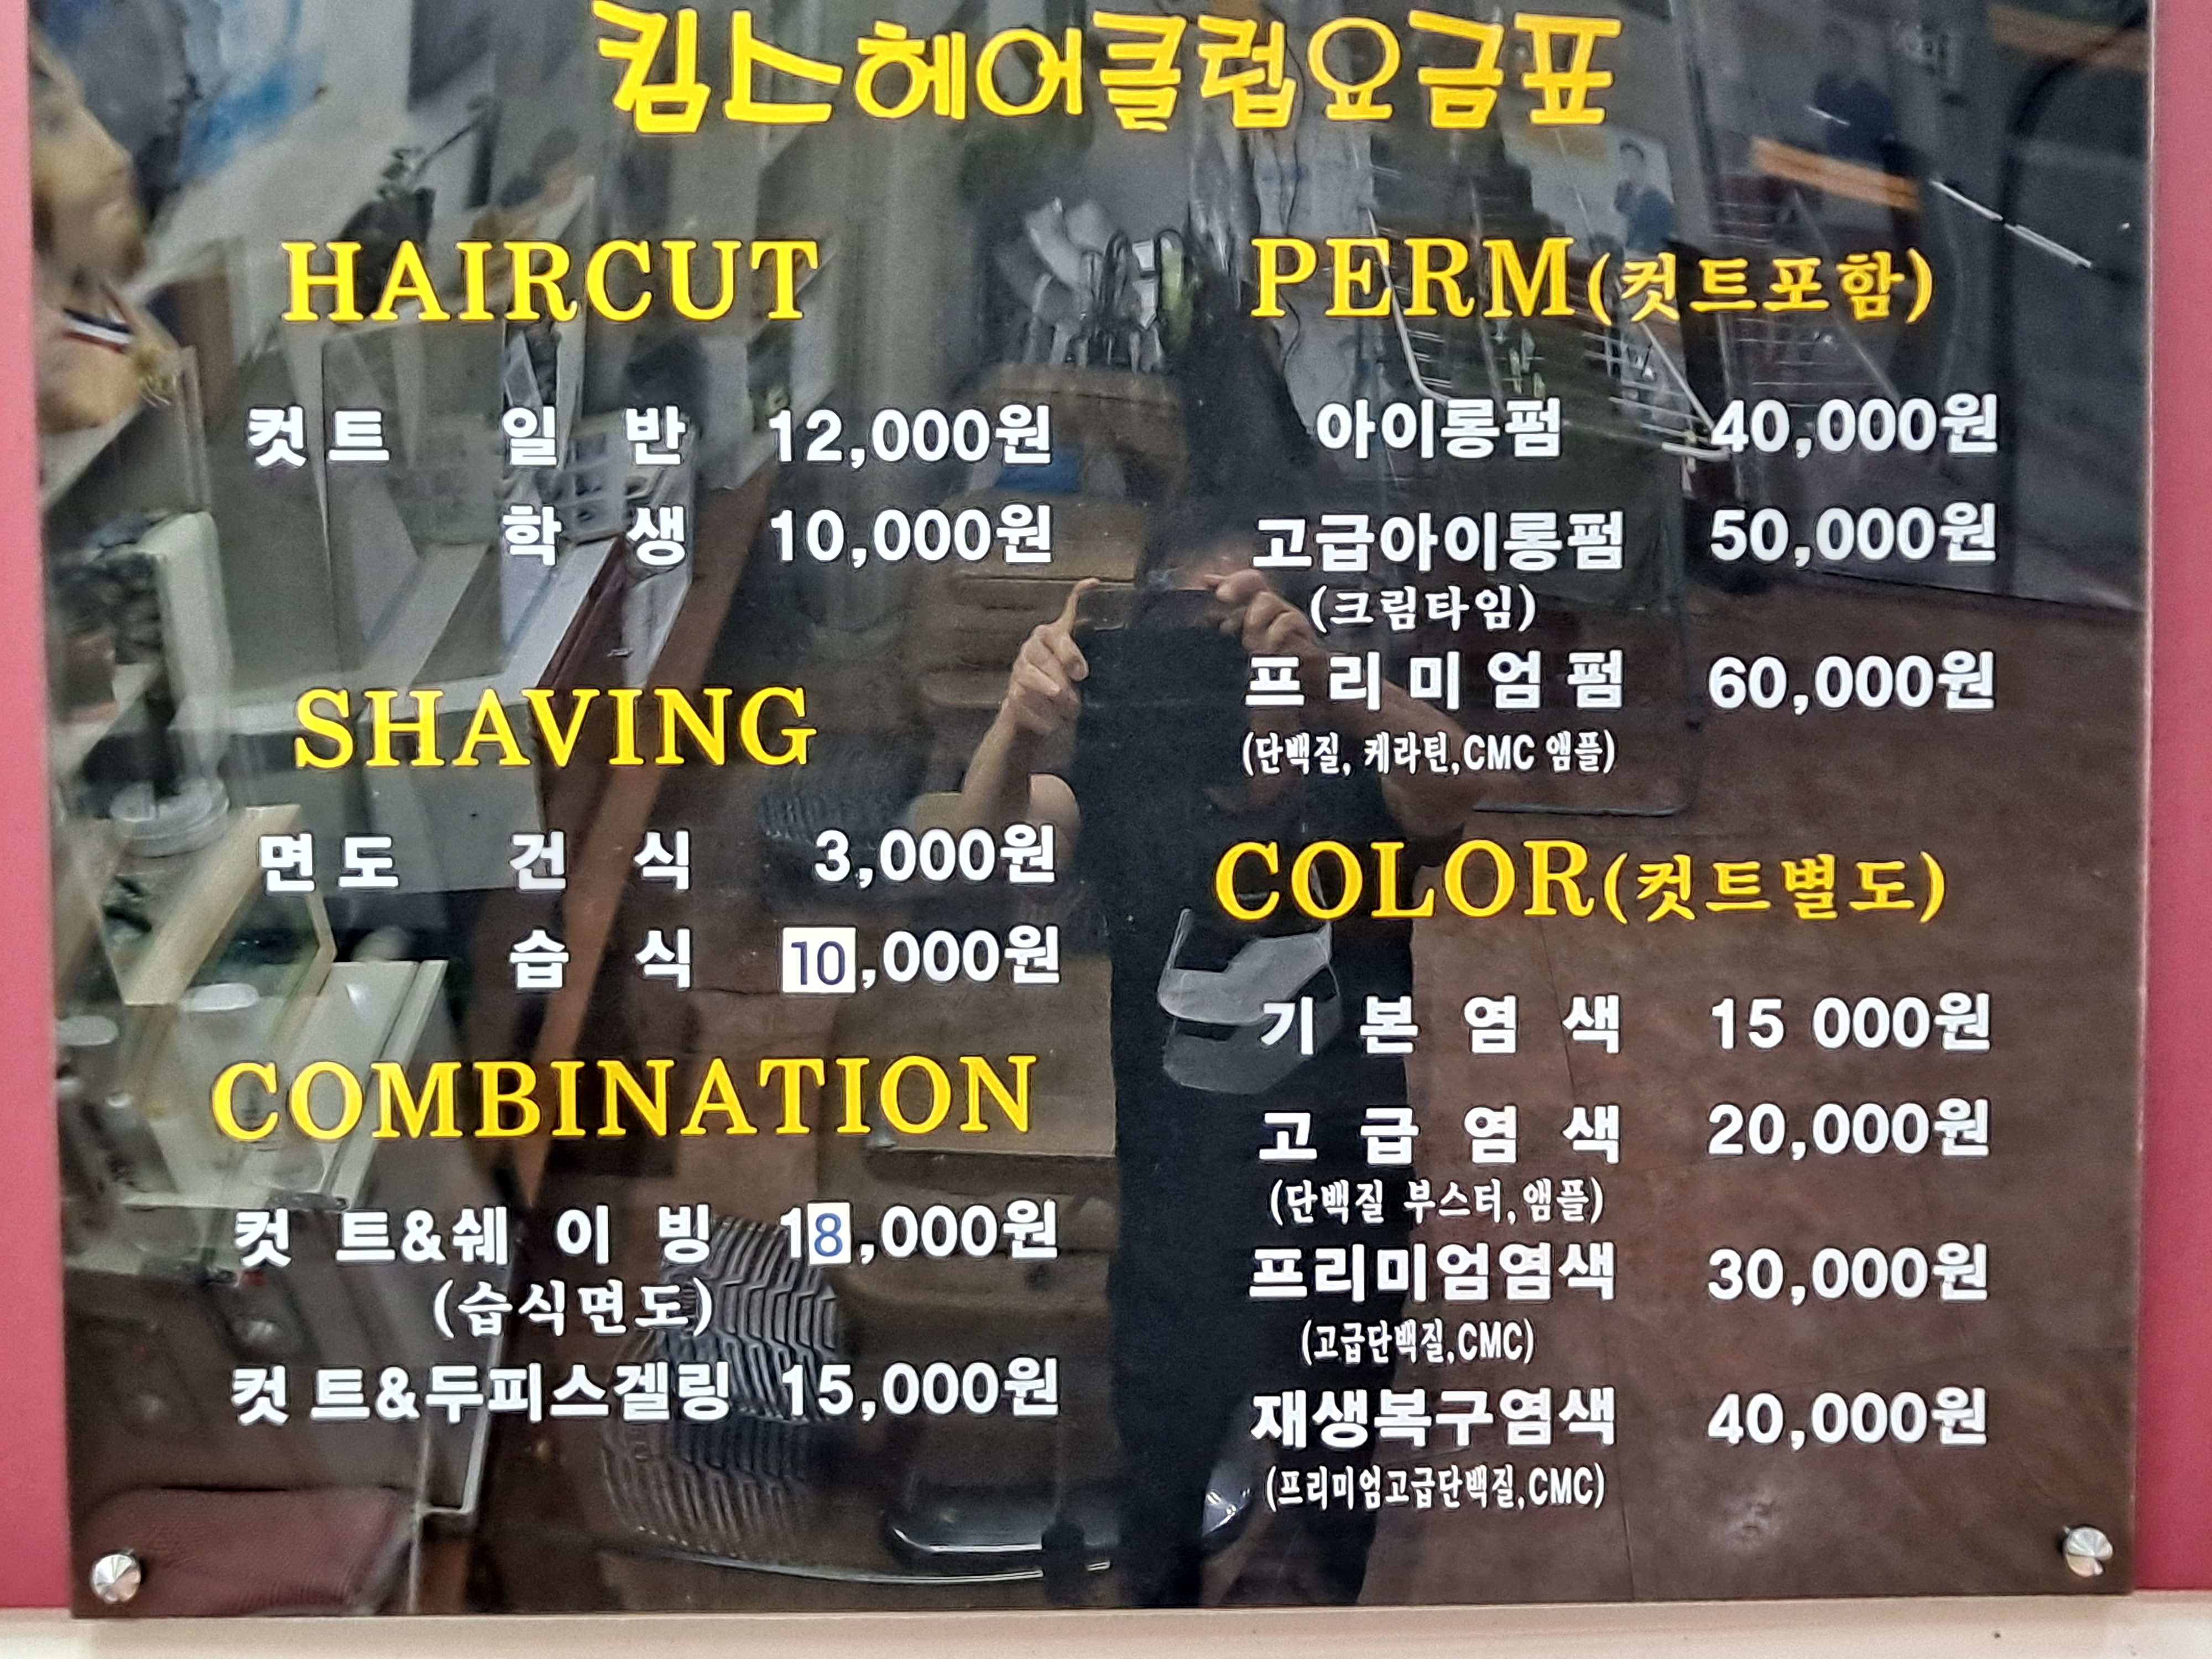 킴스헤어클럽요금표
HAIRCUT
컷트 일 반 12,000원
학 생 10,000원
SHAVING
면도 건 식 3,000원
습 식 10,000원
COMBINATION
컷 트&쉐 이 빙 18,000원
(습식면도)
컷 트&두피스겔링 15,000원
PERM(컷트포함)
아이롱펌 40,000원
고급아이롱펌 50,000원
(크림타임)
프 리 미 엄 펌 60,000원
(단백질, 케라틴,CMC 앰플)
COLOR(컷트별도)
기 본 염 색 15 000원
고 급 염 색 20,000원
(단백질 부스터,앰플)
프리미엄염색 30,000원
(고급단백질,CMC)
재생복구염색 40,000원
(프리미엄고급단백질,CMC)